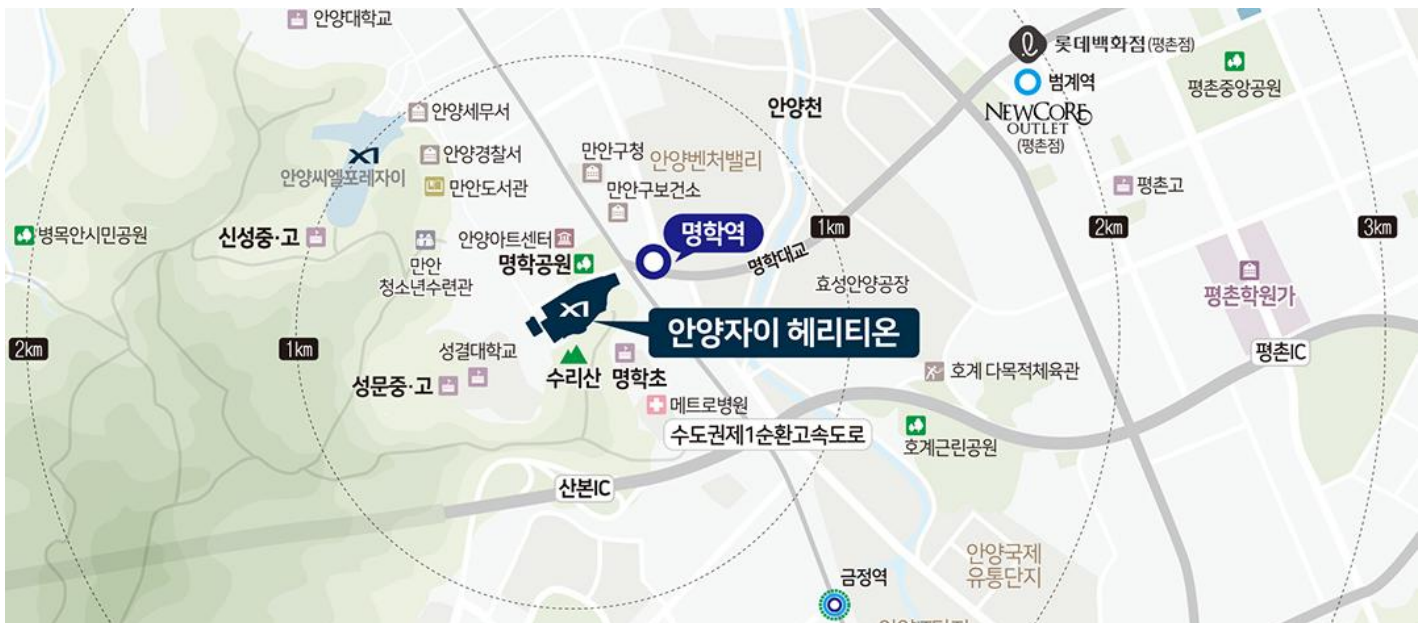 안양대학교
롯데백화점(평촌점)
범계역
NEWCORE
OUTLET
(평촌점)
평촌중앙공원
안양세무서
안양천
안양경찰서
만안구청
안양벤처밸리
XI
안양씨엘포레자이
만안도서관
만안구보건소
평촌고
병목안시민공원
신성중·고
안양아트센터
명학역
1km
2km
3km
명학공원
명학대교
만안
청소년수련관
효성안양공장
평촌학원가
XI
안양자이 헤리티온
2km
1km
성결대학교
평촌IC
성문중·고
수리산
명학초
호계 다목적체육관
메트로병원
수도권제1순환고속도로
호계근린공원
산본IC
안양국제
유통단지
금정역